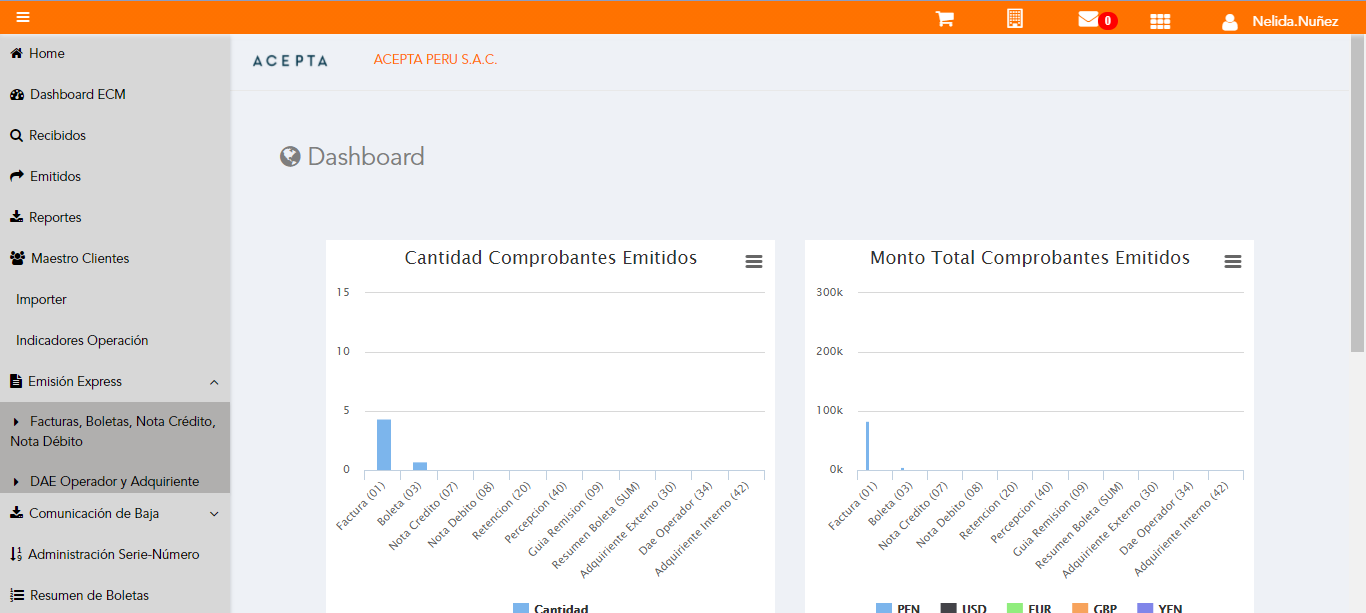 0
Nelida.Nuñez
Home
Dashboard ECM
Recibidos
Emitidos
Reportes
Maestro Clientes
Importer
Indicadores Operación
Emisión Express
Facturas, Boletas, Nota Crédito,
Nota Débito
DAE Operador y Adquiriente
Comunicación de Baja
Administración Serie-Número
Resumen de Boletas
ACEPTA
ACEPTA PERU S.A.C.
Dashboard
Cantidad Comprobantes Emitidos
15
10
5
0
Factura (01)
Boleta (03)
Nota Credito (07)
Nota Debito (08)
Retencion (20)
Percepcion (40)
Guia Remision (09)
Resumen Boleta (SUM)
Adquiriente Externo (30)
Dae Operador (34)
Adquiriente Interno (42)
Cantidad
Monto Total Comprobantes Emitidos
300k
200k
100k
0k
Factura (01)
Boleta (03)
Nota Credito (07)
Nota Debito (08)
Retencion (20)
Percepcion (40)
Guia Remision (09)
Resumen Boleta (SUM)
Adquiriente Externo (30)
Dae Operador (34)
Adquiriente Interno (42)
PEN USD EUR GBP YEN